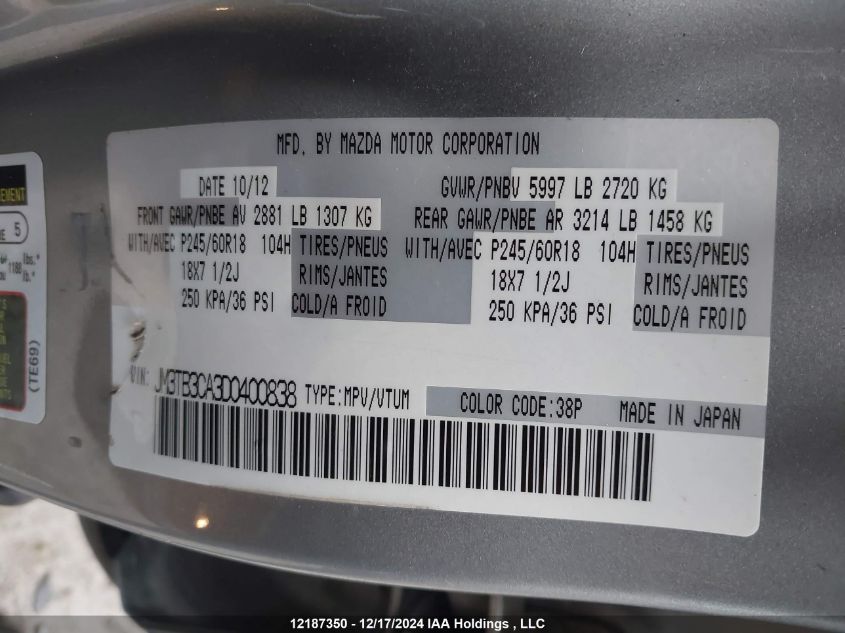 MFD. BY MAZDA MOTOR CORPORATION
DATE 10/12 GVWR/PNBV 5997 LB 2720 KG
FRONT GAWR/PNBE AV 2881 LB 1307 KG REAR GAWR/PNBE AR 3214 LB 1458 KG
WITH/AVEC P245/60R18 104H TIRES/PNEUS WITH/AVEC P245/60R18 104H TIRES/PNEUS
18X7 1/2J RIMS/JANTES 18X7 1/2J RIMS/JANTES
250 KPA/36 PSI COLD/A FROID 250 KPA/36 PSI COLD/A FROID
VIN: JM3TB3CA3D0400838 TYPE:MPV/VTUM COLOR CODE:38P MADE IN JAPAN
5
lbs.*
1188 lb.*
(TE69)
12187350 - 12/17/2024 IAA Holdings , LLC